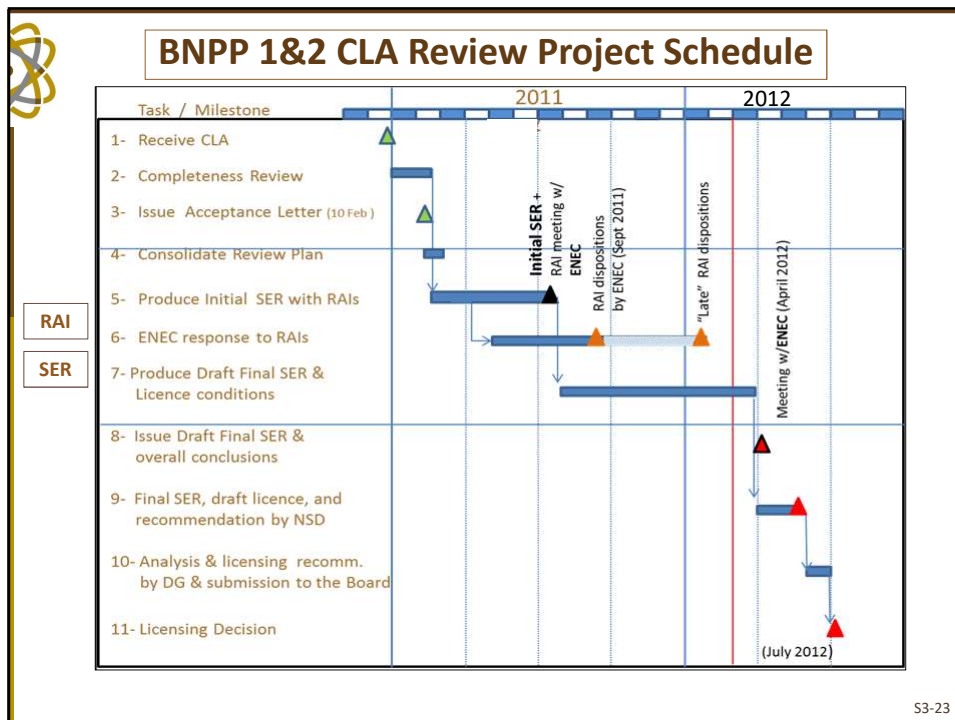 BNPP 1&2 CLA Review Project Schedule
2011
2012
Task / Milestone
1- Receive CLA
2- Completeness Review
3- Issue Acceptance Letter (10 Feb )
4- Consolidate Review Plan
5- Produce Initial SER with RAIs
6- ENEC response to RAIs
7- Produce Draft Final SER &
Licence conditions
8- Issue Draft Final SER &
overall conclusions
9- Final SER, draft licence, and
recommendation by NSD
10- Analysis & licensing recomm.
by DG & submission to the Board
11- Licensing Decision
Initial SER +
RAI meeting w/
ENEC
RAI dispositions
by ENEC (Sept 2011)
"Late" RAI dispositions
Meeting w/ENEC (April 2012)
(July 2012)
RAI
SER
S3-23